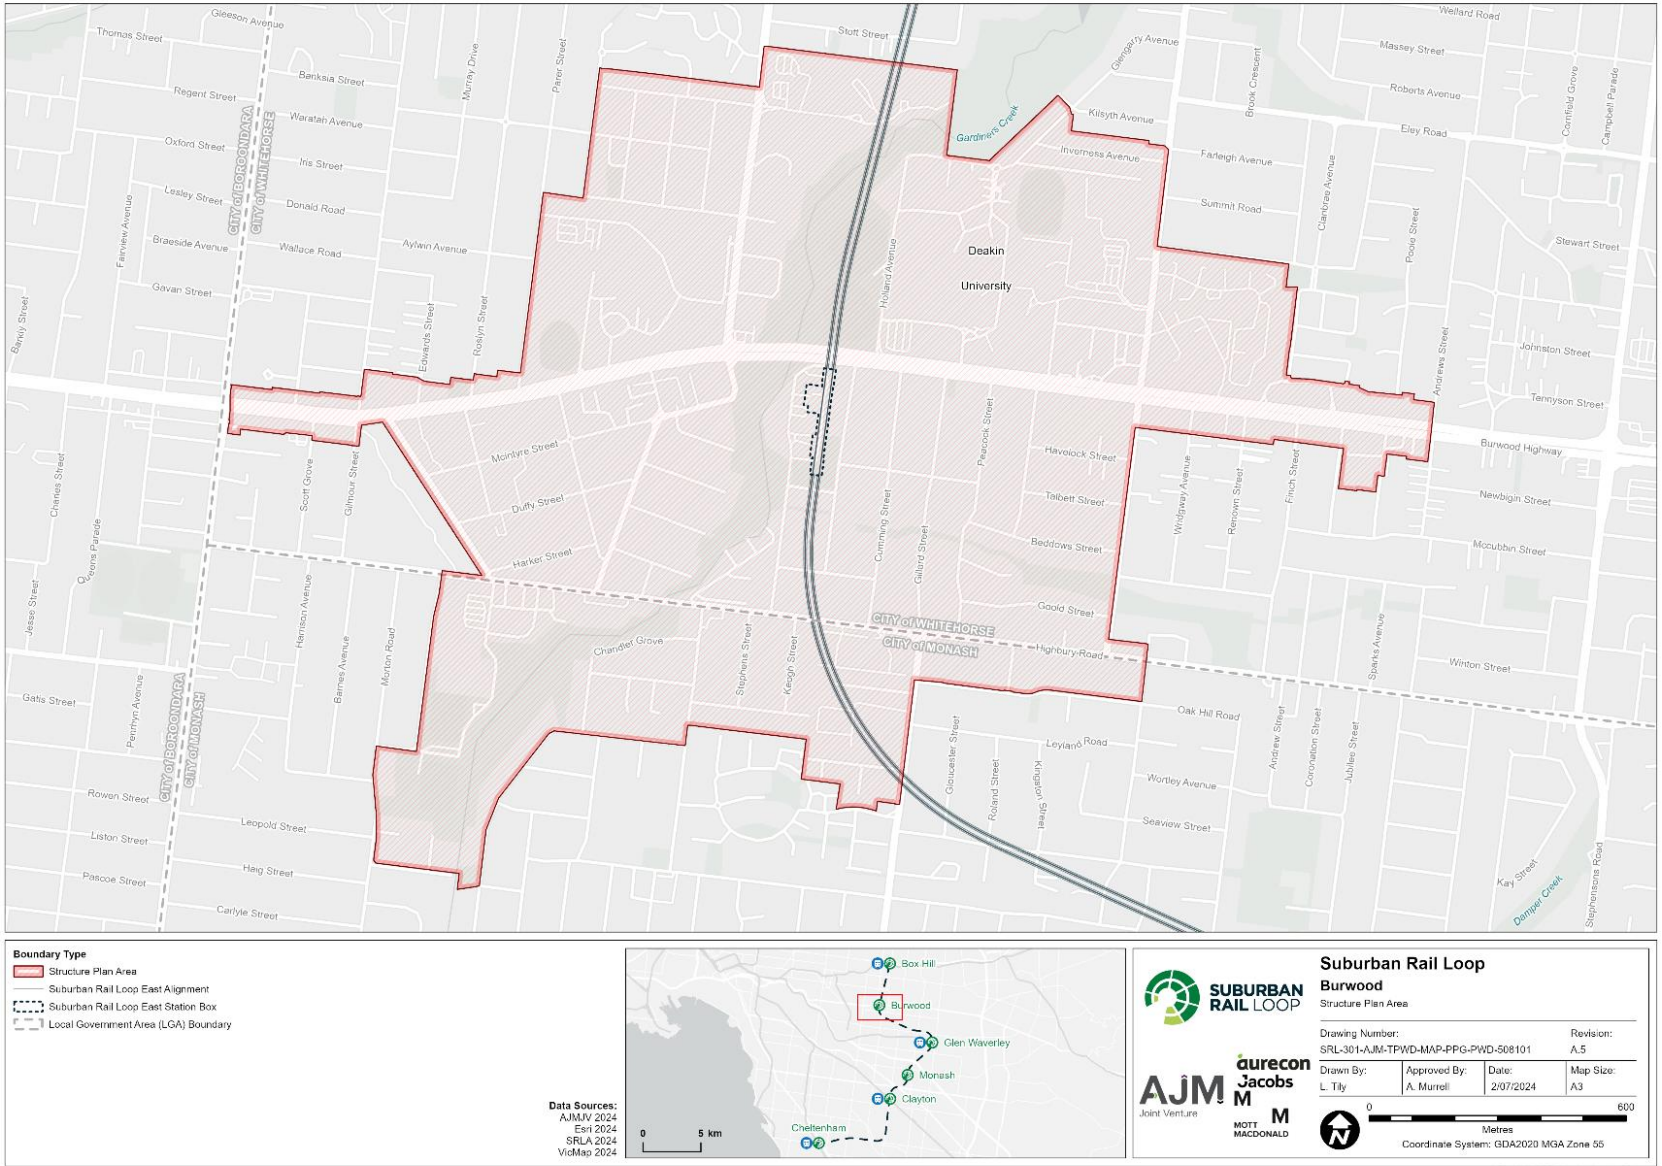 Gleeson Avenue
Thomas Street
Stott Street
Wellard Road
Massey Street
Glengarry Avenue
Banksia Street
Murray Drive
Parer Street
Regent Street
Brook Crescent
Roberts Avenue
Cornfield Grove
Campbell Parade
Waratah Avenue
Gardiners Creek
Kilsyth Avenue
Eley Road
Oxford Street
CITY of BOROONDARA
CITY of WHITEHORSE
Iris Street
Inverness Avenue
Farleigh Avenue
Lesley Street
Donald Road
Summit Road
Clanbrae Avenue
Fairview Avenue
Poole Street
Braeside Avenue
Wallace Road
Aylwin Avenue
Stewart Street
Deakin
University
Holland Avenue
Gavan Street
Barkly Street
Edwards Street
Roslyn Street
Andrews Street
Johnston Street
Tennyson Street
Burwood Highway
McIntyre Street
Peacock Street
Havelock Street
Charles Street
Scott Grove
Gilmour Street
Duffy Street
Talbett Street
Widgway Avenue
Renown Street
Finch Street
Newbigin Street
Queens Parade
Harker Street
Cumming Street
Gillard Street
Beddows Street
Mccubbin Street
Jesse Street
Harrison Avenue
Goold Street
CITY of WHITEHORSE
CITY of MONASH
Highbury Road
Chandler Grove
Stephens Street
Keogh Street
Sparks Avenue
Winton Street
Barnes Avenue
Morton Road
Gatis Street
Penrhyn Avenue
CITY of BOROONDARA
CITY of MONASH
Oak Hill Road
Gloucester Street
Leyland Road
Andrew Street
Coronation Street
Jubilee Street
Roland Street
Kingston Street
Wortley Avenue
Rowen Street
Leopold Street
Seaview Street
Liston Street
Haig Street
Pascoe Street
Carlyle Street
Kay Street
Damper Creek
Stephensons Road
Boundary Type
Structure Plan Area
Suburban Rail Loop East Alignment
Suburban Rail Loop East Station Box
Local Government Area (LGA) Boundary
Data Sources:
AJMJV 2024
Esri 2024
SRLA 2024
VicMap 2024
Box Hill
Burwood
Glen Waverley
Monash
Clayton
Cheltenham
0 5 km
SUBURBAN
RAIL LOOP
AJM
Joint Venture
aurecon
Jacobs
M
M
MOTT
MACDONALD
Suburban Rail Loop
Burwood
Structure Plan Area
Drawing Number: Revision:
SRL-301-AJM-TPWD-MAP-PPG-PWD-508101 A.5
Drawn By: Approved By: Date: Map Size:
L. Tily A. Murrell 2/07/2024 A3
N
0 600
Metres
Coordinate System: GDA2020 MGA Zone 55